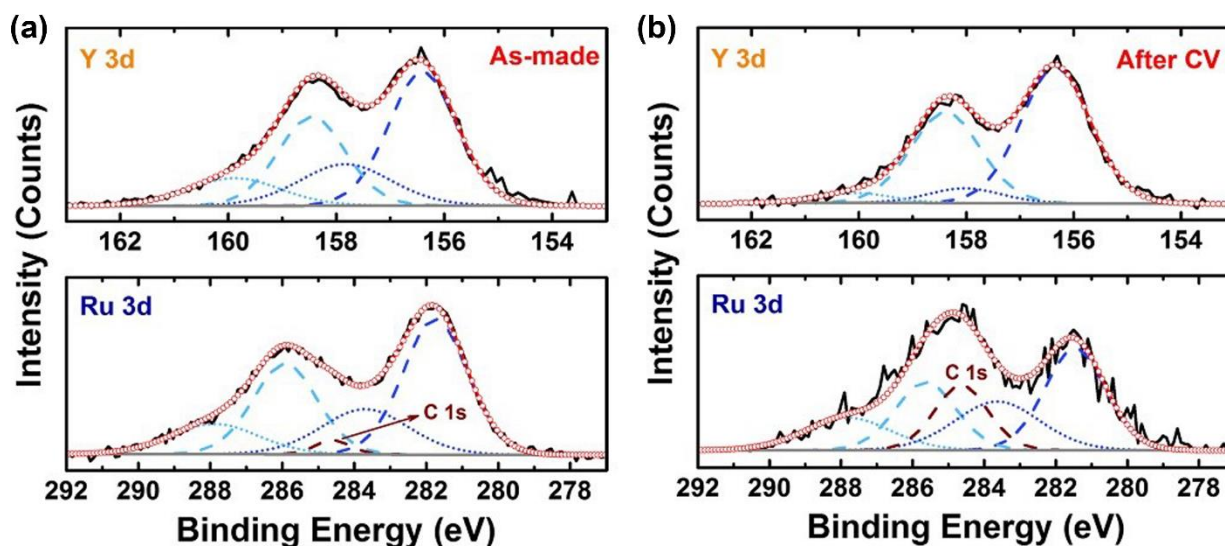 (a)
Y 3d
As-made
162 160 158 156 154
Ru 3d
C 1s
292 290 288 286 284 282 280 278
Intensity (Counts)
Binding Energy (eV)
(b)
Y 3d
After CV
162 160 158 156 154
Ru 3d
C 1s
292 290 288 286 284 282 280 278
Intensity (Counts)
Binding Energy (eV)